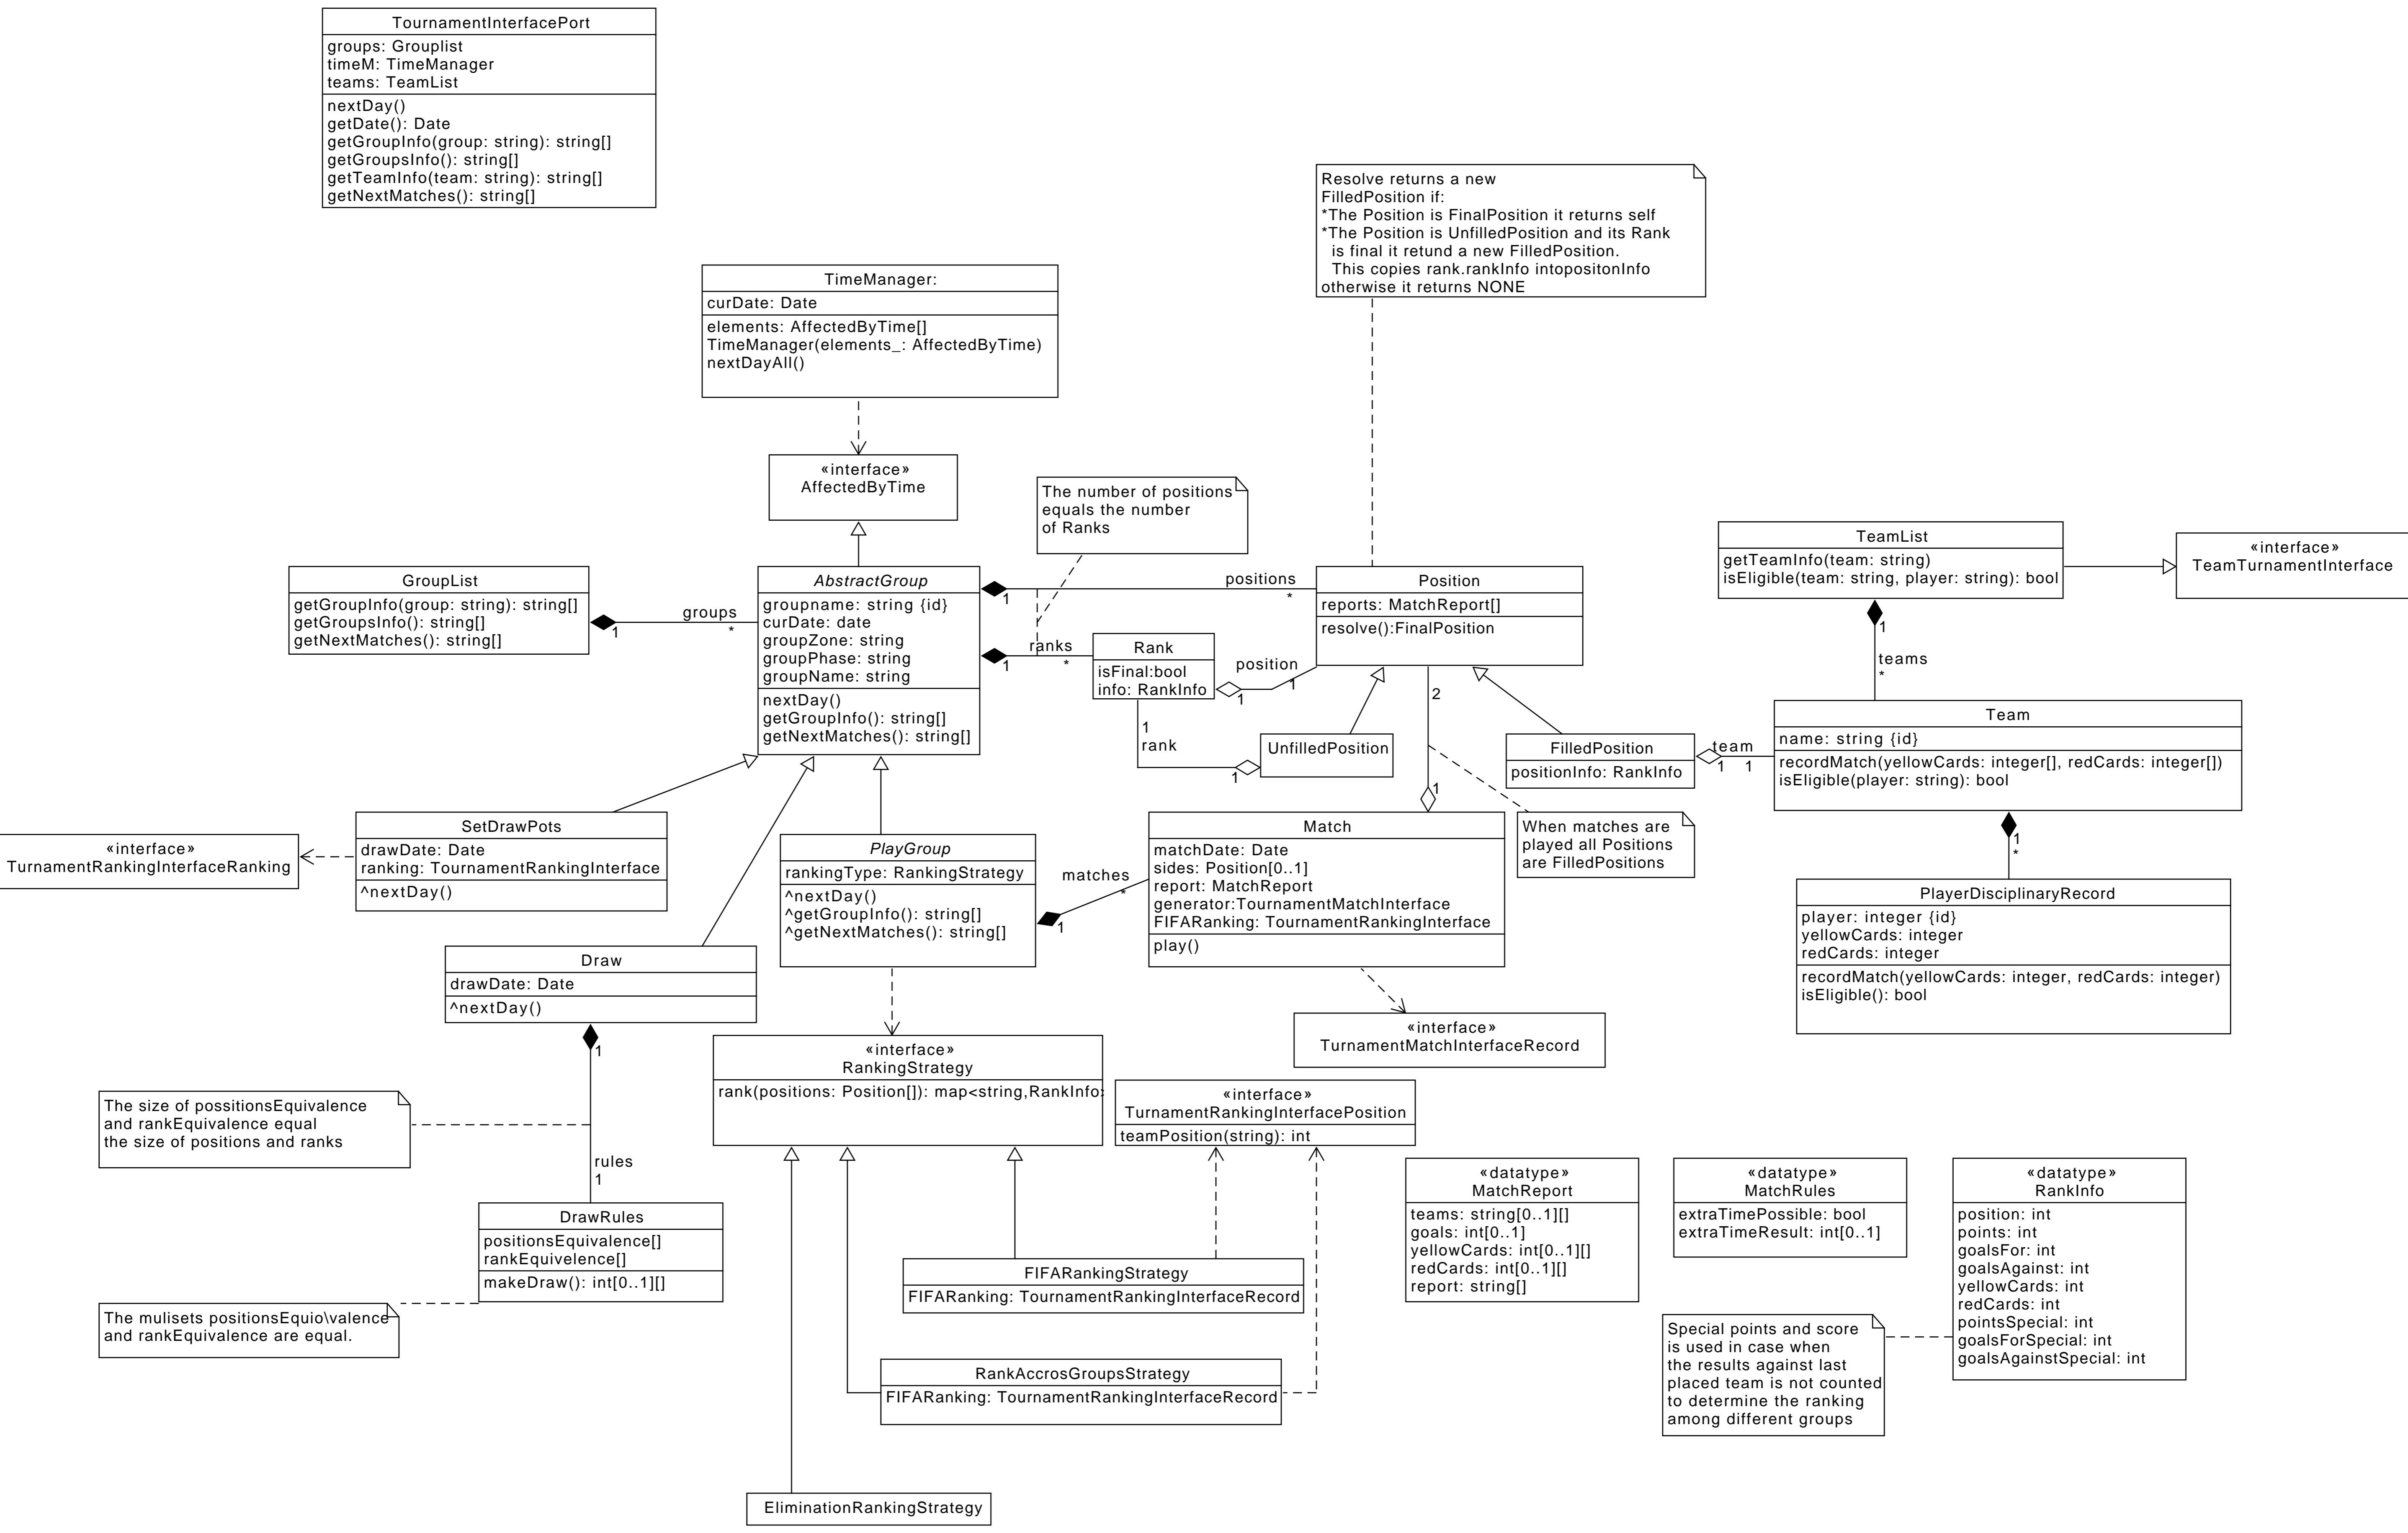 TournamentInterfacePort
groups: Grouplist
timeM: TimeManager
teams: TeamList
nextDay()
getDate(): Date
getGroupInfo(group: string): string[]
getGroupsInfo(): string[]
getTeamInfo(team: string): string[]
getNextMatches(): string[]
Resolve returns a new
FilledPosition if:
*The Position is FinalPosition it returns self
*The Position is UnfilledPosition and its Rank
is final it retund a new FilledPosition.
This copies rank.rankInfo intopositonInfo
otherwise it returns NONE
TimeManager:
curDate: Date
elements: AffectedByTime[]
TimeManager(elements_: AffectedByTime)
nextDayAll()
«interface»
AffectedByTime
The number of positions
equals the number
of Ranks
TeamList
getTeamInfo(team: string)
isEligible(team: string, player: string): bool
«interface»
TeamTurnamentInterface
GroupList
getGroupInfo(group: string): string[]
getGroupsInfo(): string[]
getNextMatches(): string[]
1
groups
*
AbstractGroup
groupname: string {id}
curDate: date
groupZone: string
groupPhase: string
groupName: string
nextDay()
getGroupInfo(): string[]
getNextMatches(): string[]
1
positions
*
1
ranks
*
Rank
isFinal:bool
info: RankInfo
position
1
1
Position
reports: MatchReport[]
resolve():FinalPosition
1
teams
*
1
rank
1
UnfilledPosition
2
1
FilledPosition
positionInfo: RankInfo
team
1
1
Team
name: string {id}
recordMatch(yellowCards: integer[], redCards: integer[])
isEligible(player: string): bool
«interface»
TurnamentRankingInterfaceRanking
SetDrawPots
drawDate: Date
ranking: TournamentRankingInterface
^nextDay()
PlayGroup
rankingType: RankingStrategy
^nextDay()
^getGroupInfo(): string[]
^getNextMatches(): string[]
matches
*
1
Match
matchDate: Date
sides: Position[0..1]
report: MatchReport
generator:TournamentMatchInterface
FIFARanking: TournamentRankingInterface
play()
When matches are
played all Positions
are FilledPositions
1
*
PlayerDisciplinaryRecord
player: integer {id}
yellowCards: integer
redCards: integer
recordMatch(yellowCards: integer, redCards: integer)
isEligible(): bool
Draw
drawDate: Date
^nextDay()
1
«interface»
TurnamentMatchInterfaceRecord
«interface»
RankingStrategy
rank(positions: Position[]): map<string,RankInfo>
«interface»
TurnamentRankingInterfacePosition
teamPosition(string): int
The size of possitionsEquivalence
and rankEquivalence equal
the size of positions and ranks
rules
1
DrawRules
positionsEquivalence[]
rankEquivelence[]
makeDraw(): int[0..1][]
The mulisets positionsEquio\valence
and rankEquivalence are equal.
FIFARankingStrategy
FIFARanking: TournamentRankingInterfaceRecord
RankAccrosGroupsStrategy
FIFARanking: TournamentRankingInterfaceRecord
EliminationRankingStrategy
«datatype»
MatchReport
teams: string[0..1][]
goals: int[0..1]
yellowCards: int[0..1][]
redCards: int[0..1][]
report: string[]
«datatype»
MatchRules
extraTimePossible: bool
extraTimeResult: int[0..1]
«datatype»
RankInfo
position: int
points: int
goalsFor: int
goalsAgainst: int
yellowCards: int
redCards: int
pointsSpecial: int
goalsForSpecial: int
goalsAgainstSpecial: int
Special points and score
is used in case when
the results against last
placed team is not counted
to determine the ranking
among different groups